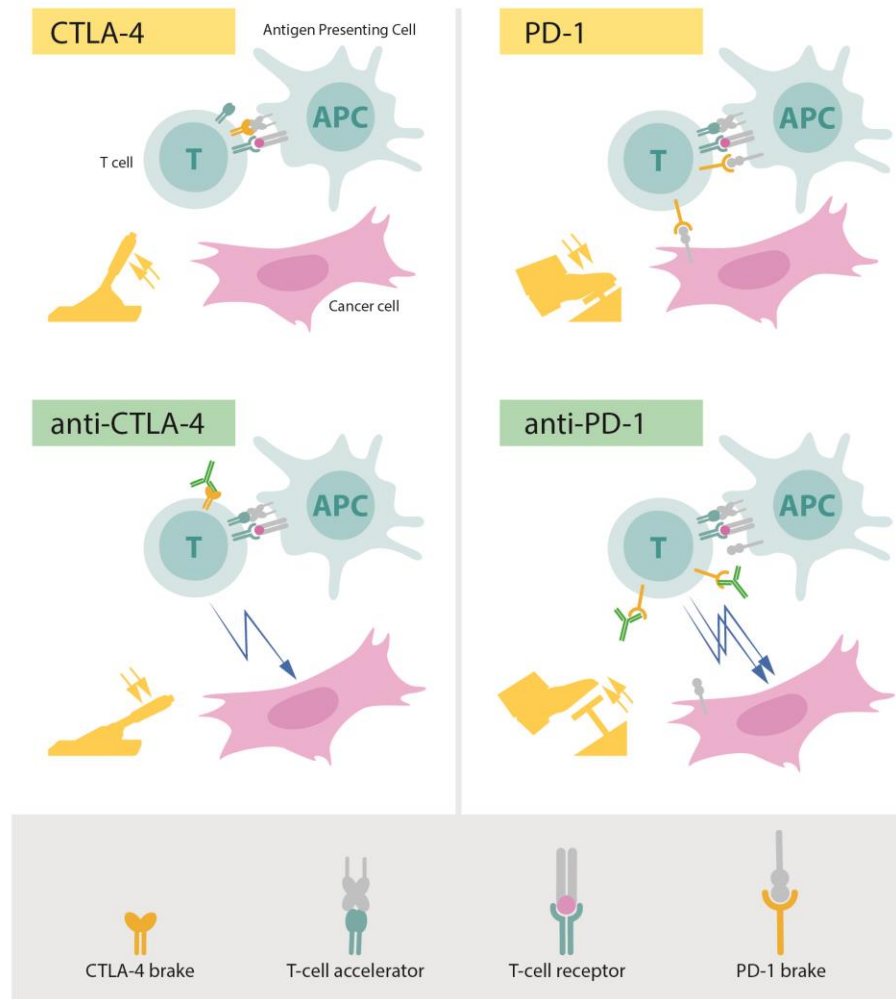 CTLA-4
Antigen Presenting Cell
APC
T
T cell
Cancer cell
PD-1
APC
T
anti-CTLA-4
APC
T
anti-PD-1
APC
T
CTLA-4 brake
T-cell accelerator
T-cell receptor
PD-1 brake